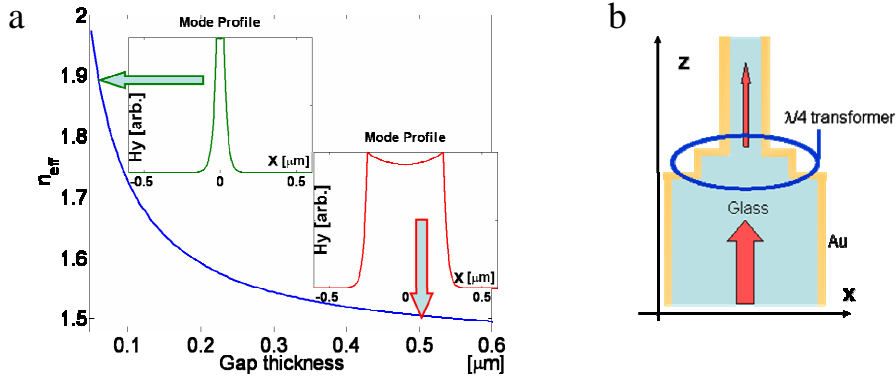 a
2
1.9
1.8
1.7
1.6
1.5
n_eff
0.1
0.2
0.3
0.4
0.5
0.6
Gap thickness
[μm]
Mode Profile
Hy [arb.]
X [μm]
-0.5
0
0.5
Mode Profile
Hy [arb.]
X [μm]
-0.5
0
0.5
b
z
λ/4 transformer
Glass
Au
x